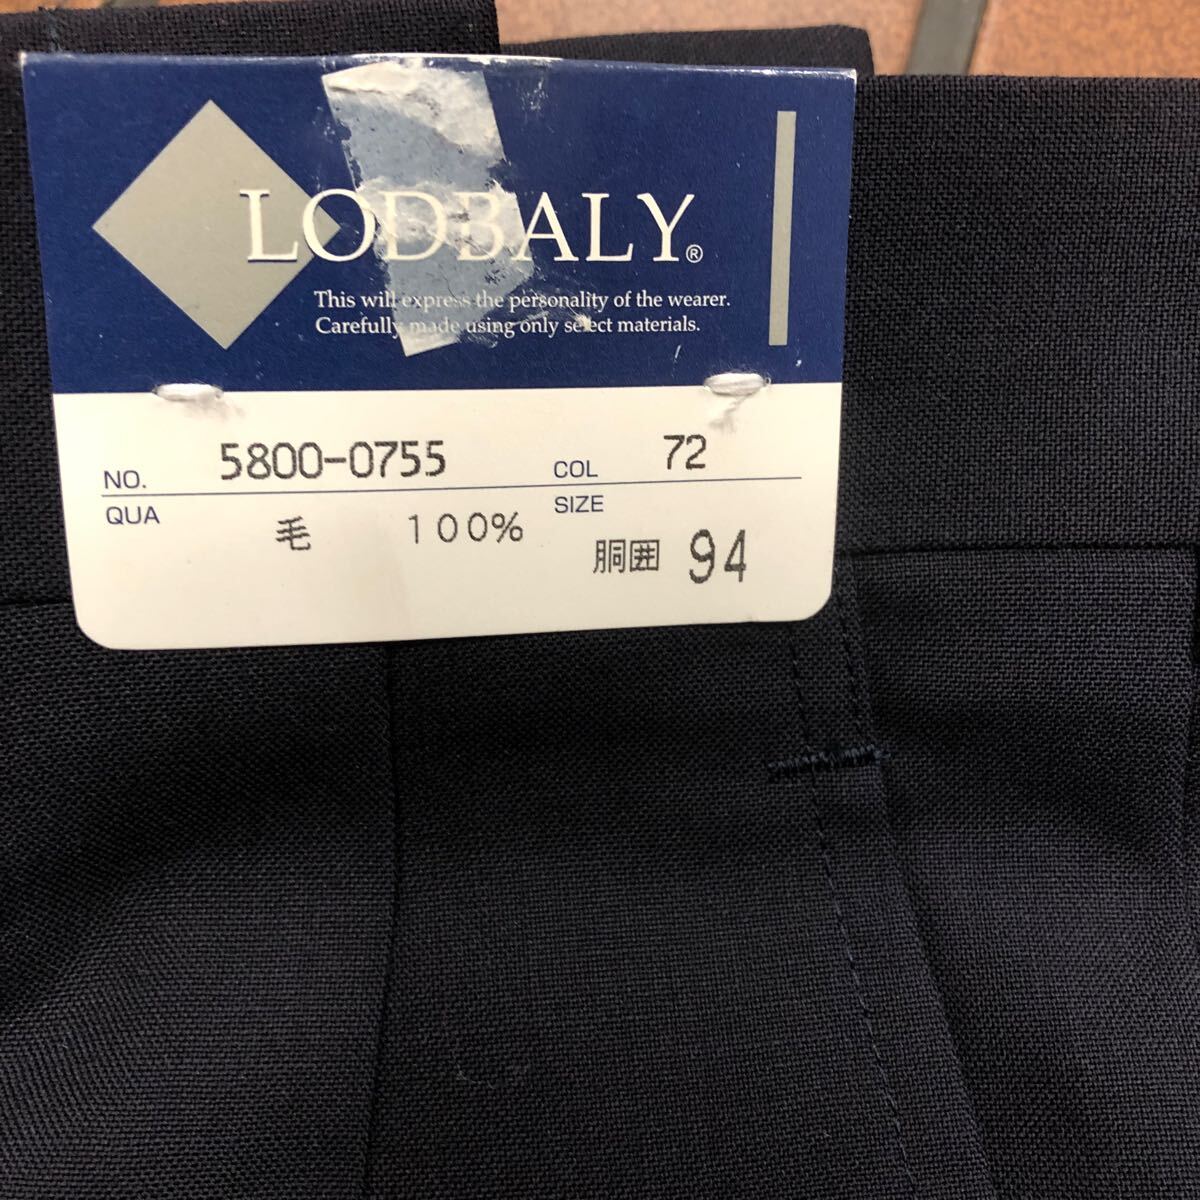 LODBALY®
This will express the personality of the wearer.
Carefully made using only select materials.
NO. 5800-0755 COL 72
QUA 毛 100% SIZE 胴囲 94